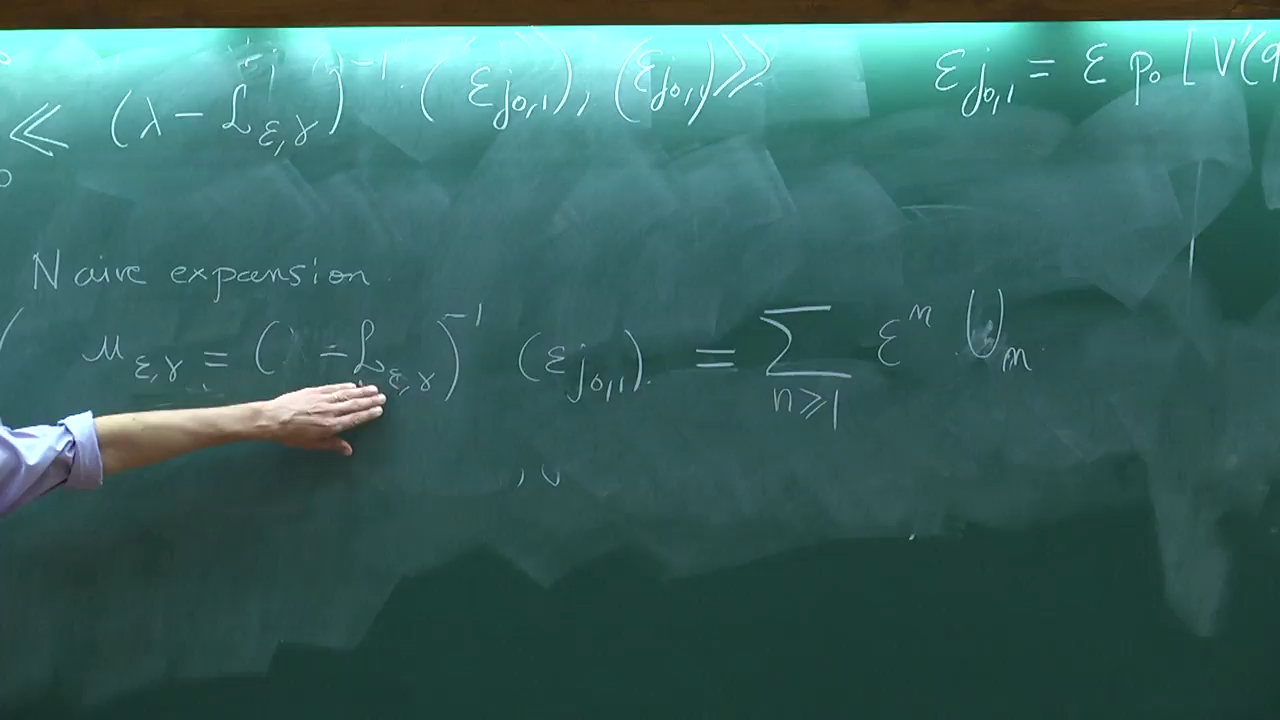 ≪ (λ − ℒ_{ε,γ})^{-1} (ε j_{0,1}), (ε j_{0,1}) ≫ ε j_{0,1} = ε p_0 [V'(q
Naive expansion
u_{ε,γ} = (λ − ℒ_{ε,γ})^{-1} (ε j_{0,1}) = ∑_{n≥1} ε^n U_n